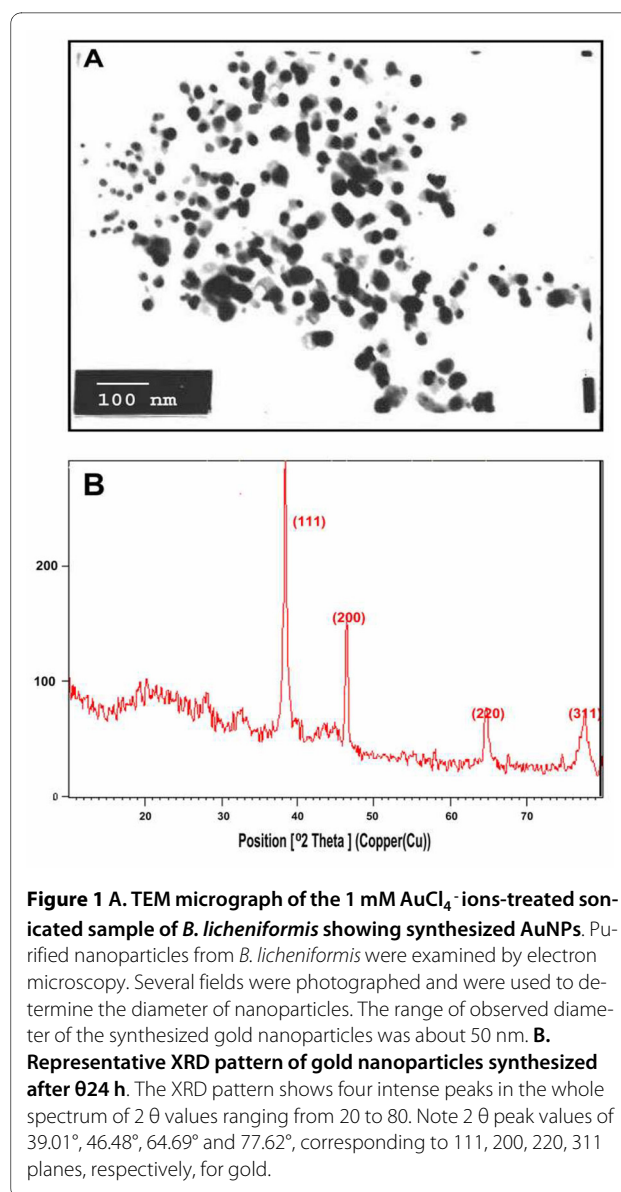 A
100 nm
B
(111)
200
(200)
100
(220)
(311)
0
20
30
40
50
60
70
Position [º2 Theta ] (Copper(Cu))
Figure 1 A. TEM micrograph of the 1 mM AuCl4- ions-treated son-
icated sample of B. licheniformis showing synthesized AuNPs. Pu-
rified nanoparticles from B. licheniformis were examined by electron
microscopy. Several fields were photographed and were used to de-
termine the diameter of nanoparticles. The range of observed diame-
ter of the synthesized gold nanoparticles was about 50 nm. B.
Representative XRD pattern of gold nanoparticles synthesized
after θ24 h. The XRD pattern shows four intense peaks in the whole
spectrum of 2 θ values ranging from 20 to 80. Note 2 θ peak values of
39.01°, 46.48°, 64.69° and 77.62°, corresponding to 111, 200, 220, 311
planes, respectively, for gold.